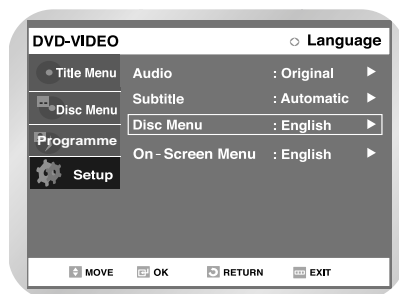 DVD-VIDEO Language
Title Menu
Disc Menu
Programme
Setup
Audio : Original
Subtitle : Automatic
Disc Menu : English
On-Screen Menu : English
MOVE OK RETURN EXIT